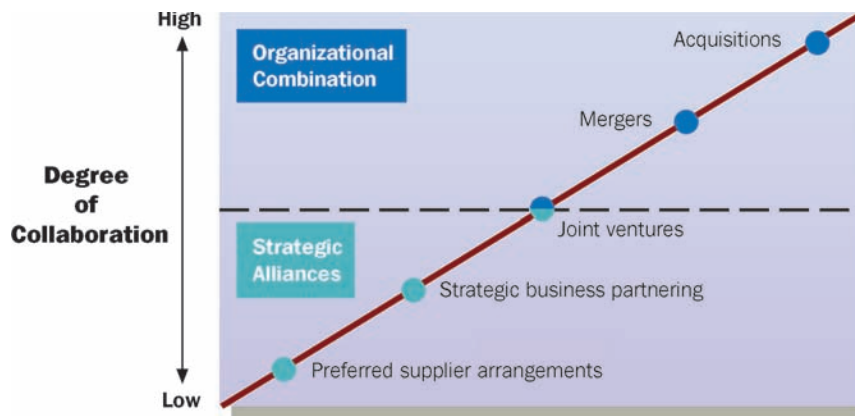 High
Organizational
Combination
Acquisitions
Mergers
Degree
of
Collaboration
Joint ventures
Strategic
Alliances
Strategic business partnering
Preferred supplier arrangements
Low